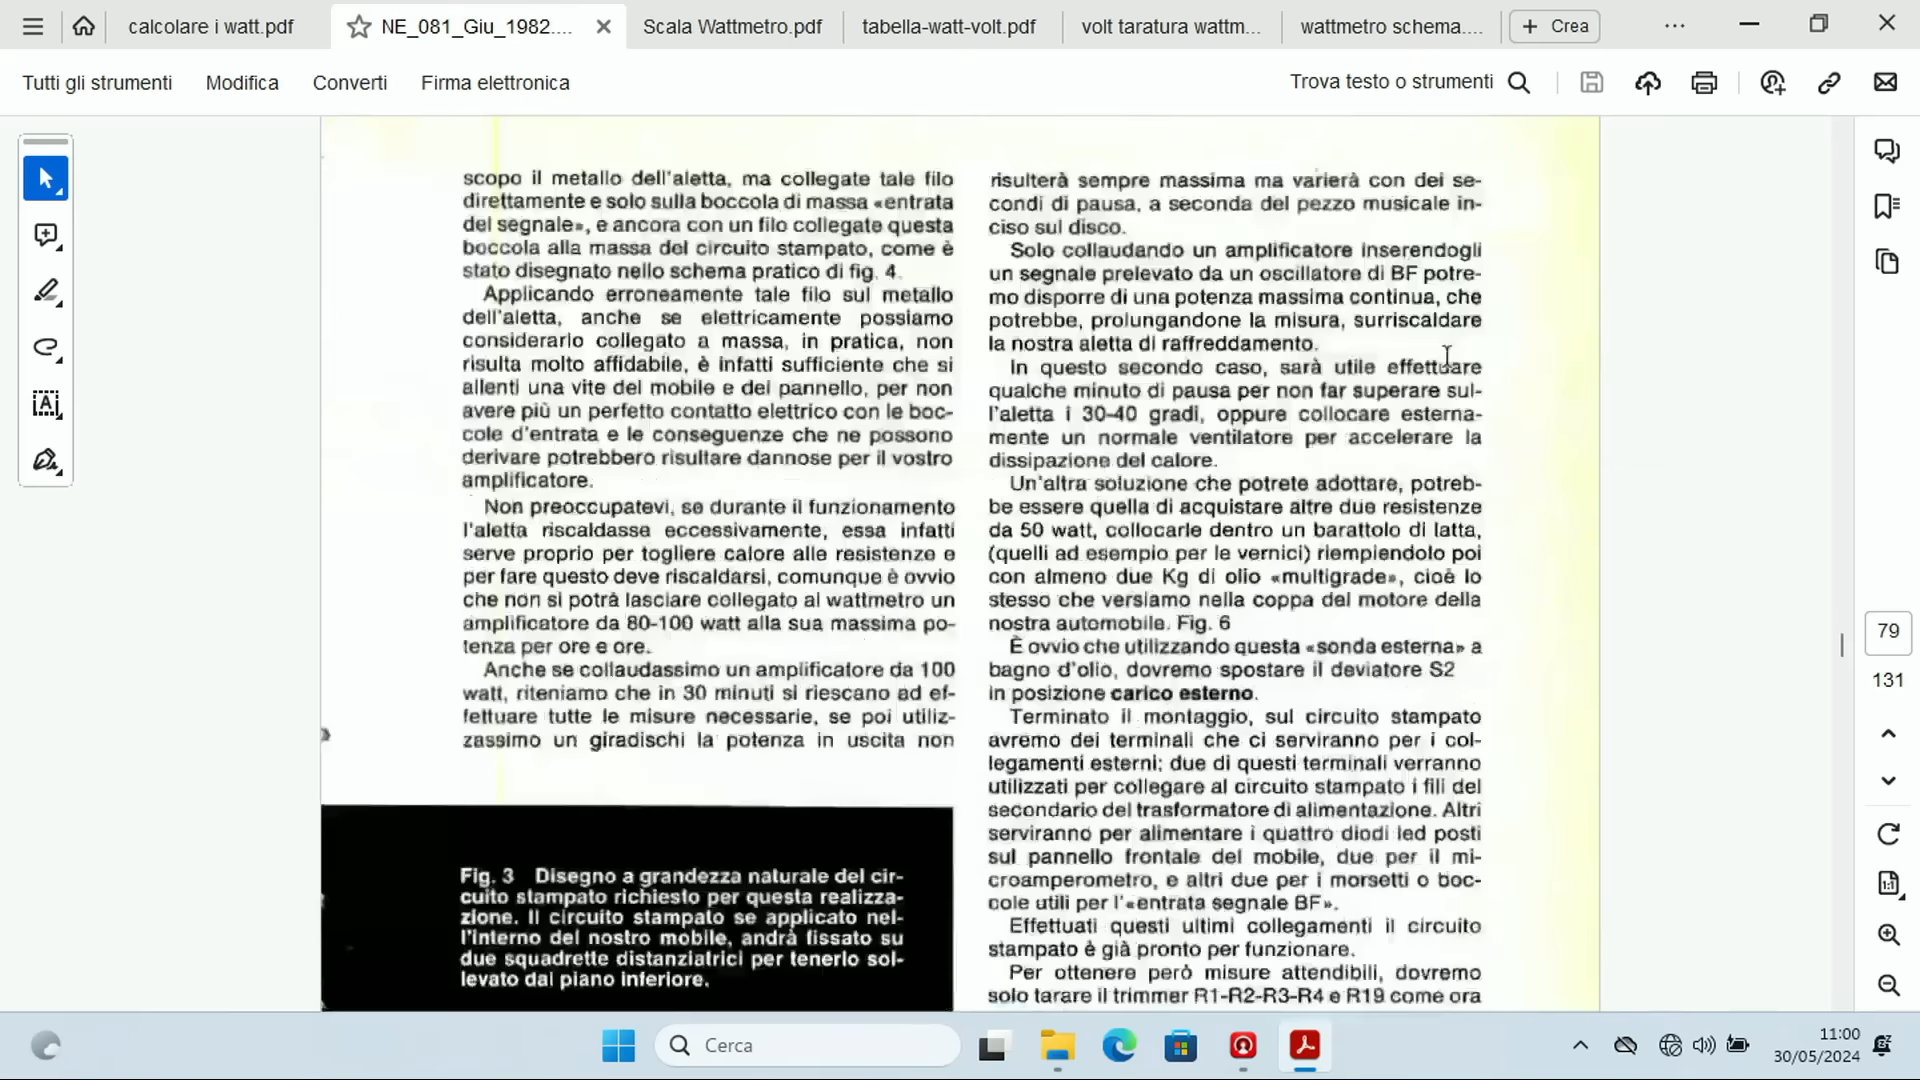 calcolare i watt.pdf
NE_081_Giu_1982....
Scala Wattmetro.pdf
tabella-watt-volt.pdf
volt taratura wattm...
wattmetro schema....
Crea
Tutti gli strumenti
Modifica
Converti
Firma elettronica
Trova testo o strumenti
scopo il metallo dell'aletta, ma collegate tale filo
direttamente e solo sulla boccola di massa «entrata
del segnale», e ancora con un filo collegate questa
boccola alla massa del circuito stampato, come è
stato disegnato nello schema pratico di fig. 4.
Applicando erroneamente tale filo sul metallo
dell'aletta, anche se elettricamente possiamo
considerarlo collegato a massa, in pratica, non
risulta molto affidabile, è infatti sufficiente che si
allenti una vite del mobile e del pannello, per non
avere più un perfetto contatto elettrico con le boc-
cole d'entrata e le conseguenze che ne possono
derivare potrebbero risultare dannose per il vostro
amplificatore.
Non preoccupatevi, se durante il funzionamento
l'aletta riscaldasse eccessivamente, essa infatti
serve proprio per togliere calore alle resistenze e
per fare questo deve riscaldarsi, comunque è ovvio
che non si potrà lasciare collegato al wattmetro un
amplificatore da 80-100 watt alla sua massima po-
tenza per ore e ore.
Anche se collaudassimo un amplificatore da 100
watt, riteniamo che in 30 minuti si riescano ad ef-
fettuare tutte le misure necessarie, se poi utiliz-
zassimo un giradischi la potenza in uscita non
Fig. 3 Disegno a grandezza naturale del cir-
cuito stampato richiesto per questa realizza-
zione. Il circuito stampato se applicato nel-
l'interno del nostro mobile, andrà fissato su
due squadrette distanziatrici per tenerlo sol-
levato dal piano inferiore.
risulterà sempre massima ma varierà con dei se-
condi di pausa, a seconda del pezzo musicale in-
ciso sul disco.
Solo collaudando un amplificatore inserendogli
un segnale prelevato da un oscillatore di BF potre-
mo disporre di una potenza massima continua, che
potrebbe, prolungandone la misura, surriscaldare
la nostra aletta di raffreddamento.
In questo secondo caso, sarà utile effettuare
qualche minuto di pausa per non far superare sul-
l'aletta i 30-40 gradi, oppure collocare esterna-
mente un normale ventilatore per accelerare la
dissipazione del calore.
Un'altra soluzione che potrete adottare, potreb-
be essere quella di acquistare altre due resistenze
da 50 watt, collocarle dentro un barattolo di latta,
(quelli ad esempio per le vernici) riempiendolo poi
con almeno due Kg di olio «multigrade», cioè lo
stesso che versiamo nella coppa del motore della
nostra automobile. Fig. 6
È ovvio che utilizzando questa «sonda esterna» a
bagno d'olio, dovremo spostare il deviatore S2
in posizione carico esterno.
Terminato il montaggio, sul circuito stampato
avremo dei terminali che ci serviranno per i col-
legamenti esterni; due di questi terminali verranno
utilizzati per collegare al circuito stampato i fili del
secondario del trasformatore di alimentazione. Altri
serviranno per alimentare i quattro diodi led posti
sul pannello frontale del mobile, due per il mi-
croamperometro, e altri due per i morsetti o boc-
cole utili per l'«entrata segnale BF».
Effettuati questi ultimi collegamenti il circuito
stampato è già pronto per funzionare.
Per ottenere però misure attendibili, dovremo
solo tarare il trimmer R1-R2-R3-R4 e R19 come ora
79
131
Cerca
11:00
30/05/2024